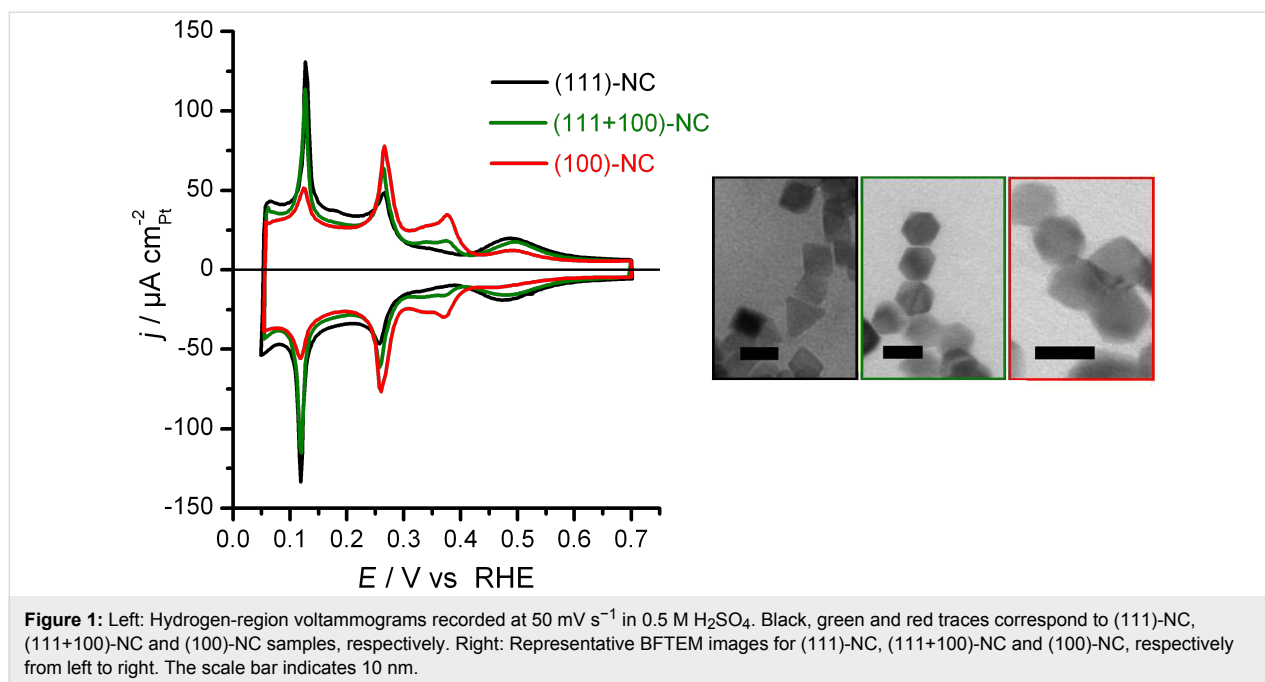 150
100
50
0
-50
-100
-150
j / µA cm⁻²Pt
0.0 0.1 0.2 0.3 0.4 0.5 0.6 0.7
E / V vs RHE
(111)-NC
(111+100)-NC
(100)-NC
Figure 1: Left: Hydrogen-region voltammograms recorded at 50 mV s⁻¹ in 0.5 M H₂SO₄. Black, green and red traces correspond to (111)-NC,
(111+100)-NC and (100)-NC samples, respectively. Right: Representative BFTEM images for (111)-NC, (111+100)-NC and (100)-NC, respectively
from left to right. The scale bar indicates 10 nm.